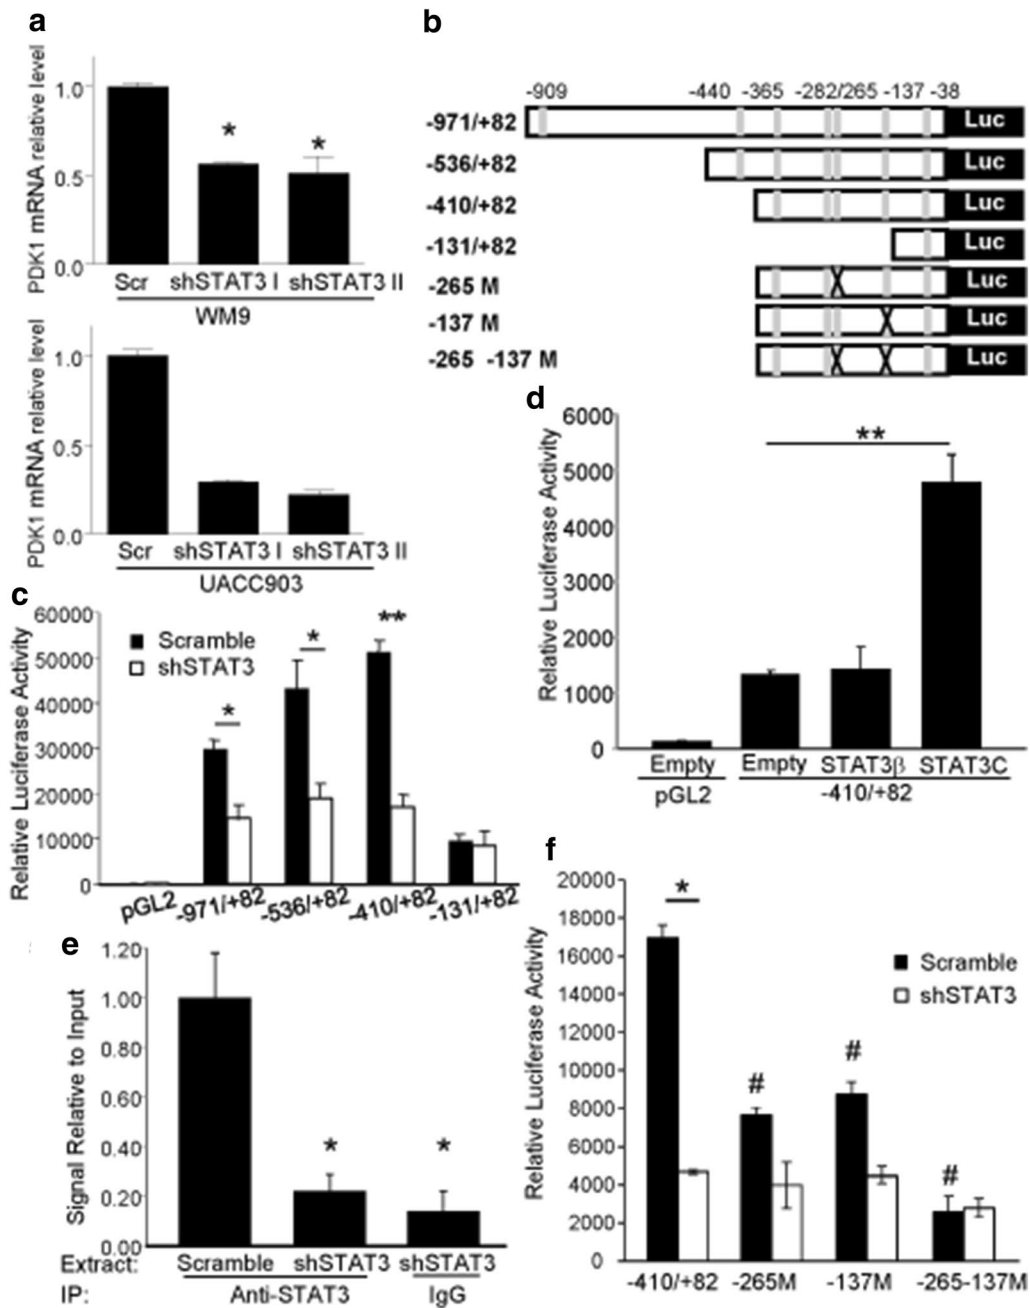 a
PDK1 mRNA relative level
1.0
0.5
0.0
*
*
Scr shSTAT3 I shSTAT3 II
WM9
PDK1 mRNA relative level
1.0
0.5
0.0
Scr shSTAT3 I shSTAT3 II
UACC903
b
-909 -440 -365 -282/265 -137 -38
-971/+82 Luc
-536/+82 Luc
-410/+82 Luc
-131/+82 Luc
-265 M Luc
-137 M Luc
-265 -137 M Luc
c
Relative Luciferase Activity
60000
50000
40000
30000
20000
10000
0
Scramble
shSTAT3
*
*
**
pGL2 -971/+82 -536/+82 -410/+82 -131/+82
d
Relative Luciferase Activity
6000
5000
4000
3000
2000
1000
0
**
Empty Empty STAT3β STAT3C
pGL2 -410/+82
e
Signal Relative to Input
1.20
1.00
0.80
0.60
0.40
0.20
0.00
*
*
Extract: Scramble shSTAT3 shSTAT3
IP: Anti-STAT3 IgG
f
Relative Luciferase Activity
20000
18000
16000
14000
12000
10000
8000
6000
4000
2000
0
*
Scramble
shSTAT3
#
#
#
-410/+82 -265M -137M -265-137M